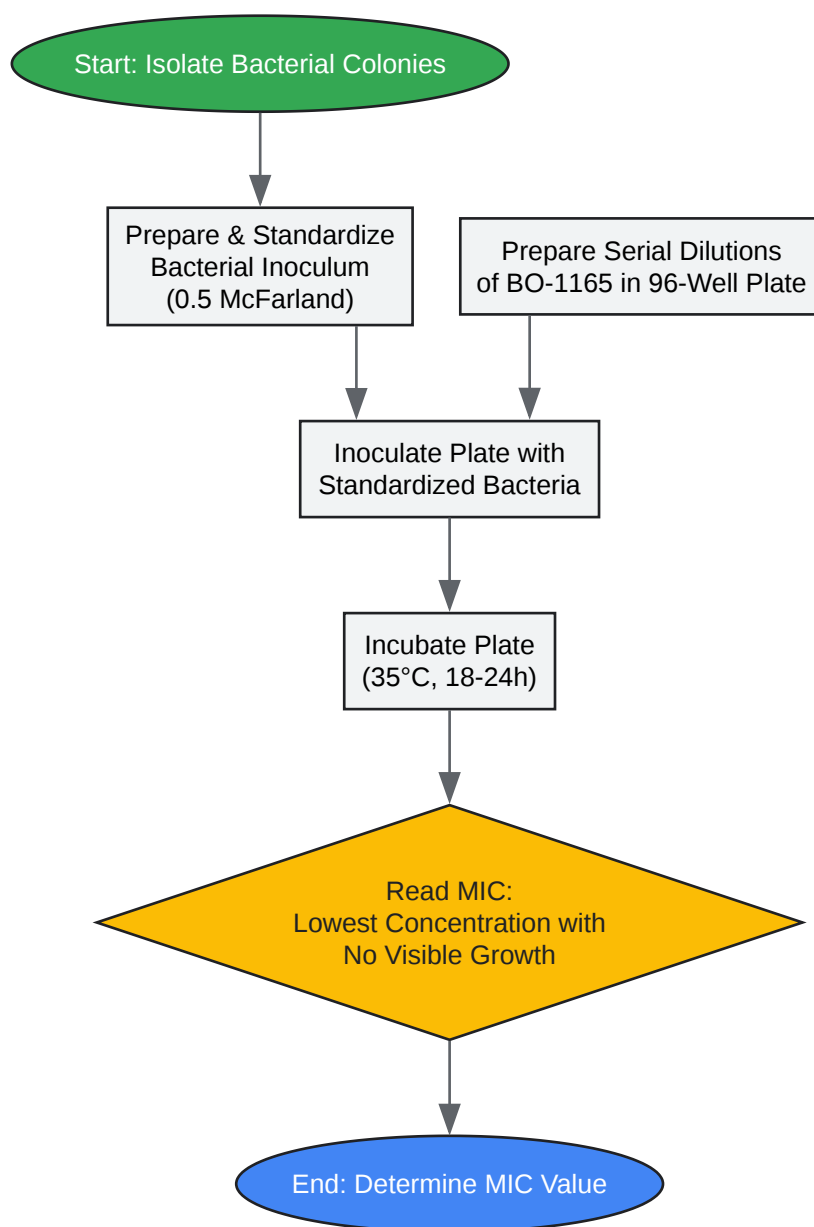 Start: Isolate Bacterial Colonies
Prepare & Standardize
Bacterial Inoculum
(0.5 McFarland)
Prepare Serial Dilutions
of BO-1165 in 96-Well Plate
Inoculate Plate with
Standardized Bacteria
Incubate Plate
(35°C, 18-24h)
Read MIC:
Lowest Concentration with
No Visible Growth
End: Determine MIC Value